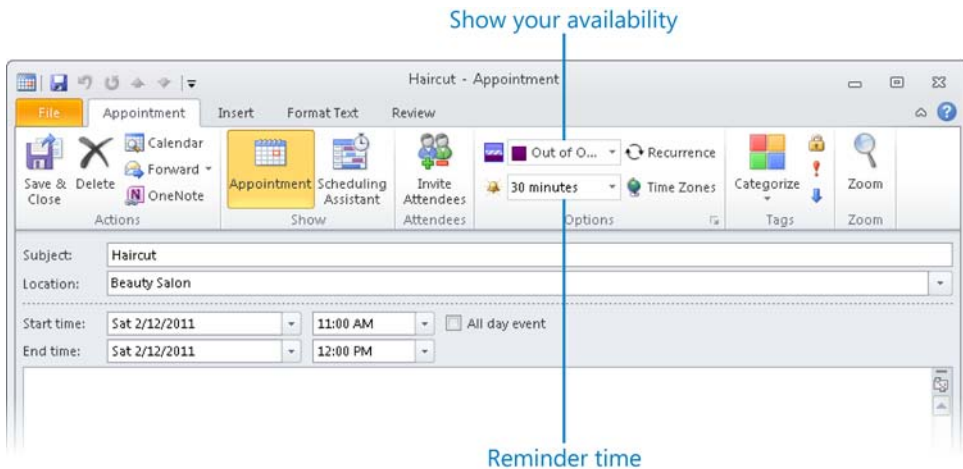 Show your availability
Haircut - Appointment
File Appointment Insert Format Text Review
Calendar
Forward
OneNote
Save & Close
Delete
Actions
Appointment
Scheduling Assistant
Show
Invite Attendees
Attendees
Out of O... Recurrence
30 minutes Time Zones
Options
Categorize
Tags
Zoom
Zoom
Subject: Haircut
Location: Beauty Salon
Start time: Sat 2/12/2011 11:00 AM All day event
End time: Sat 2/12/2011 12:00 PM
Reminder time